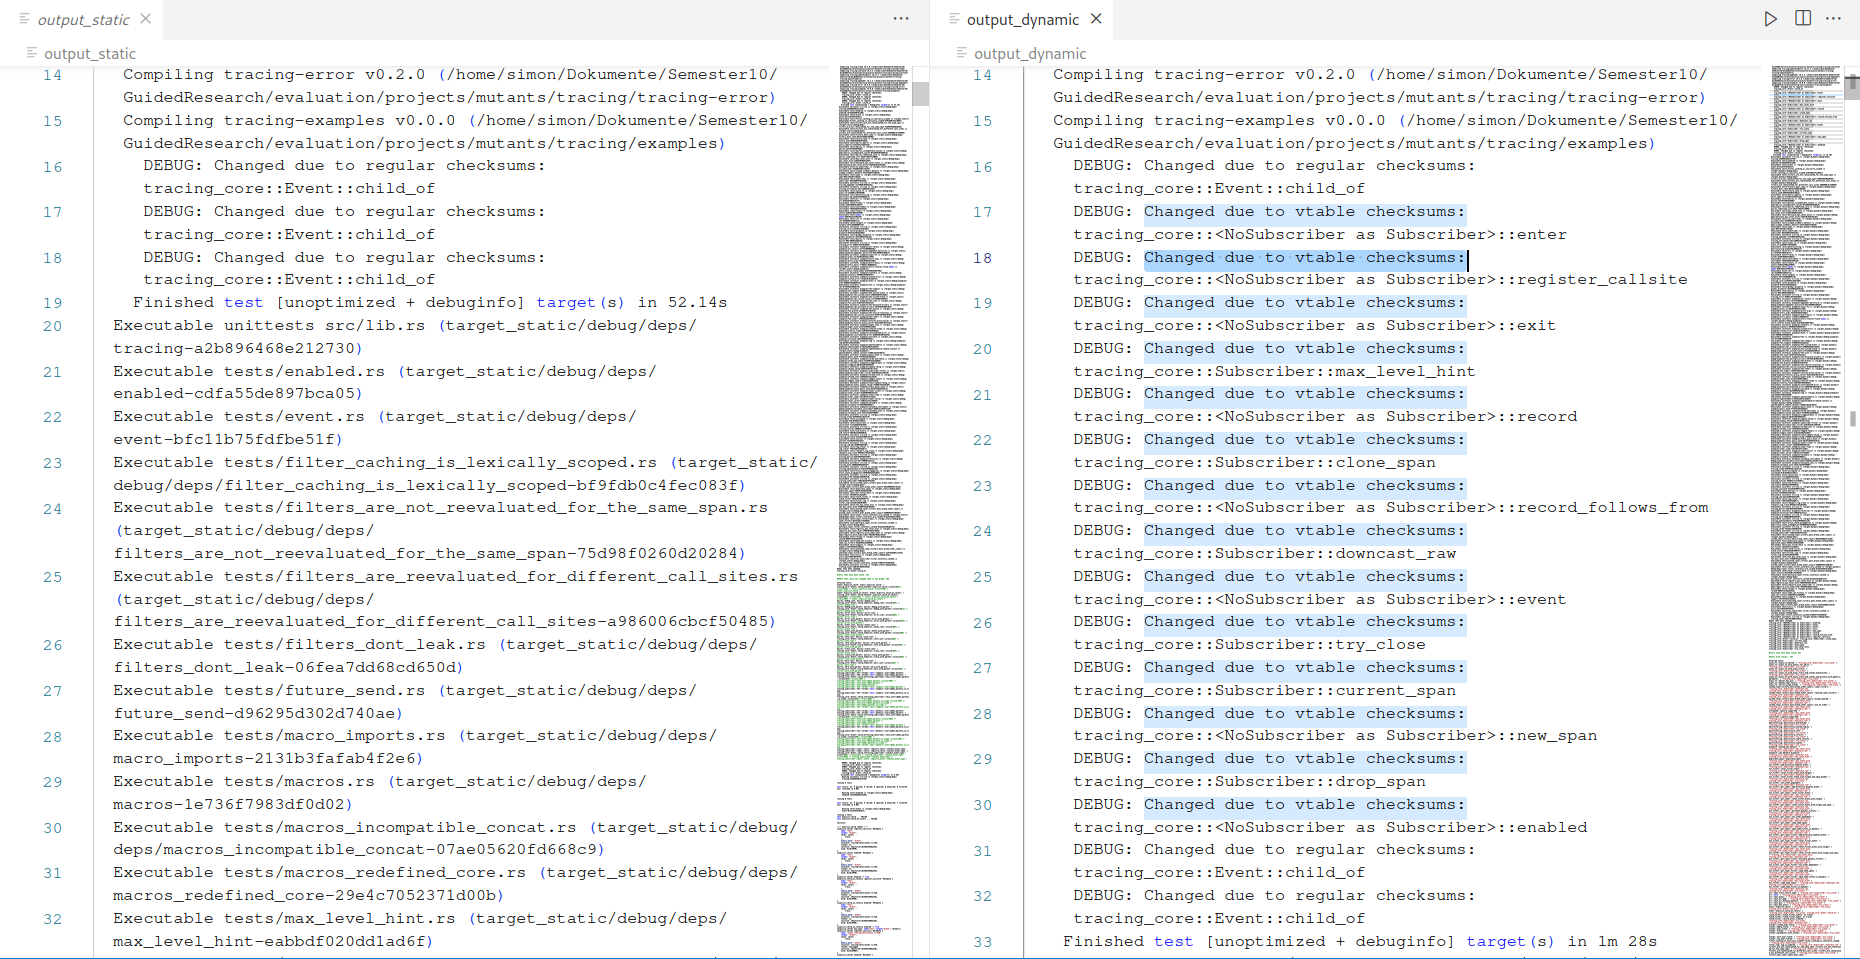 output_static
output_static
14 Compiling tracing-error v0.2.0 (/home/simon/Dokumente/Semester10/
GuidedResearch/evaluation/projects/mutants/tracing/tracing-error)
15 Compiling tracing-examples v0.0.0 (/home/simon/Dokumente/Semester10/
GuidedResearch/evaluation/projects/mutants/tracing/examples)
16 DEBUG: Changed due to regular checksums:
tracing_core::Event::child_of
17 DEBUG: Changed due to regular checksums:
tracing_core::Event::child_of
18 DEBUG: Changed due to regular checksums:
tracing_core::Event::child_of
19 Finished test [unoptimized + debuginfo] target(s) in 52.14s
20 Executable unittests src/lib.rs (target_static/debug/deps/
tracing-a2b896468e212730)
21 Executable tests/enabled.rs (target_static/debug/deps/
enabled-cdfa55de897bca05)
22 Executable tests/event.rs (target_static/debug/deps/
event-bfc11b75fdfbe51f)
23 Executable tests/filter_caching_is_lexically_scoped.rs (target_static/
debug/deps/filter_caching_is_lexically_scoped-bf9fdb0c4fec083f)
24 Executable tests/filters_are_not_reevaluated_for_the_same_span.rs
(target_static/debug/deps/
filters_are_not_reevaluated_for_the_same_span-75d98f0260d20284)
25 Executable tests/filters_are_reevaluated_for_different_call_sites.rs
(target_static/debug/deps/
filters_are_reevaluated_for_different_call_sites-a986006cbcf50485)
26 Executable tests/filters_dont_leak.rs (target_static/debug/deps/
filters_dont_leak-06fea7dd68cd650d)
27 Executable tests/future_send.rs (target_static/debug/deps/
future_send-d96295d302d740ae)
28 Executable tests/macro_imports.rs (target_static/debug/deps/
macro_imports-2131b3fafab4f2e6)
29 Executable tests/macros.rs (target_static/debug/deps/
macros-1e736f7983df0d02)
30 Executable tests/macros_incompatible_concat.rs (target_static/debug/
deps/macros_incompatible_concat-07ae05620fd668c9)
31 Executable tests/macros_redefined_core.rs (target_static/debug/deps/
macros_redefined_core-29e4c7052371d00b)
32 Executable tests/max_level_hint.rs (target_static/debug/deps/
max_level_hint-eabbdf020dd1ad6f)
output_dynamic
output_dynamic
14 Compiling tracing-error v0.2.0 (/home/simon/Dokumente/Semester10/
GuidedResearch/evaluation/projects/mutants/tracing/tracing-error)
15 Compiling tracing-examples v0.0.0 (/home/simon/Dokumente/Semester10/
GuidedResearch/evaluation/projects/mutants/tracing/examples)
16 DEBUG: Changed due to regular checksums:
tracing_core::Event::child_of
17 DEBUG: Changed due to vtable checksums:
tracing_core::<NoSubscriber as Subscriber>::enter
18 DEBUG: Changed due to vtable checksums:
tracing_core::<NoSubscriber as Subscriber>::register_callsite
19 DEBUG: Changed due to vtable checksums:
tracing_core::<NoSubscriber as Subscriber>::exit
20 DEBUG: Changed due to vtable checksums:
tracing_core::Subscriber::max_level_hint
21 DEBUG: Changed due to vtable checksums:
tracing_core::<NoSubscriber as Subscriber>::record
22 DEBUG: Changed due to vtable checksums:
tracing_core::Subscriber::clone_span
23 DEBUG: Changed due to vtable checksums:
tracing_core::<NoSubscriber as Subscriber>::record_follows_from
24 DEBUG: Changed due to vtable checksums:
tracing_core::Subscriber::downcast_raw
25 DEBUG: Changed due to vtable checksums:
tracing_core::<NoSubscriber as Subscriber>::event
26 DEBUG: Changed due to vtable checksums:
tracing_core::Subscriber::try_close
27 DEBUG: Changed due to vtable checksums:
tracing_core::Subscriber::current_span
28 DEBUG: Changed due to vtable checksums:
tracing_core::<NoSubscriber as Subscriber>::new_span
29 DEBUG: Changed due to vtable checksums:
tracing_core::Subscriber::drop_span
30 DEBUG: Changed due to vtable checksums:
tracing_core::<NoSubscriber as Subscriber>::enabled
31 DEBUG: Changed due to regular checksums:
tracing_core::Event::child_of
32 DEBUG: Changed due to regular checksums:
tracing_core::Event::child_of
33 Finished test [unoptimized + debuginfo] target(s) in 1m 28s